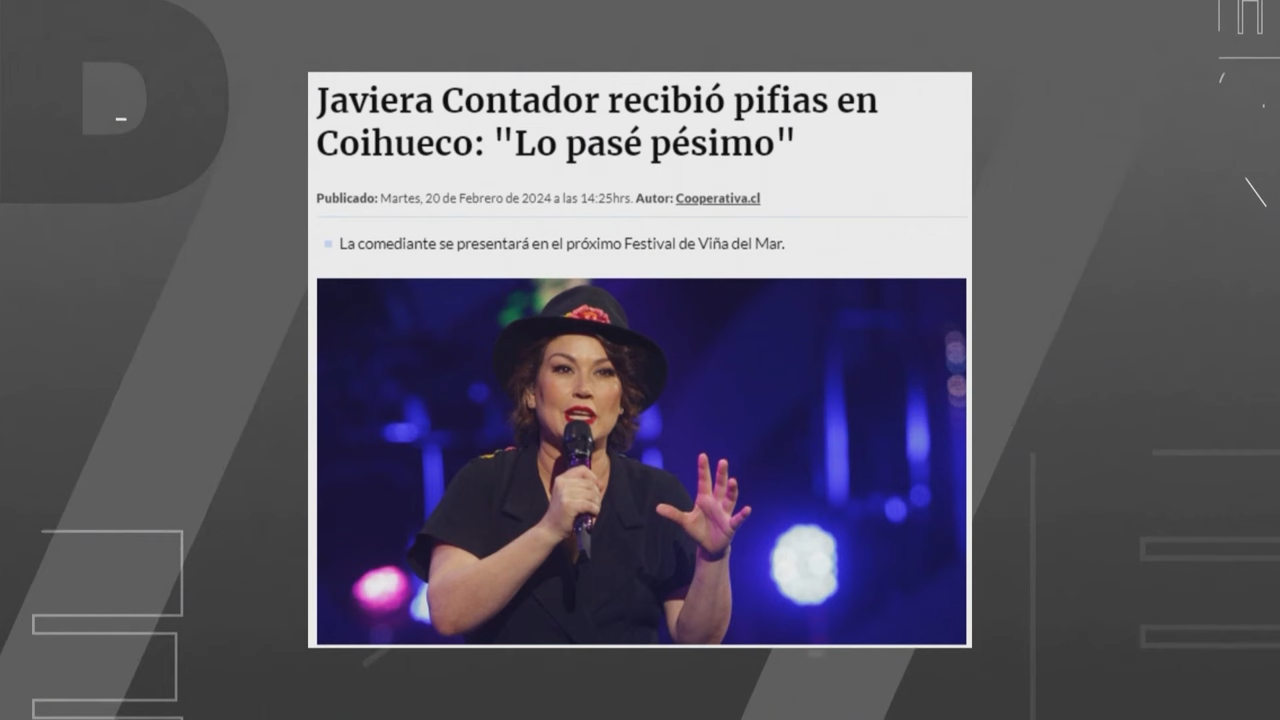 Javiera Contador recibió pifias en
Coihueco: "Lo pasé pésimo"
Publicado: Martes, 20 de Febrero de 2024 a las 14:25hrs. Autor: Cooperativa.cl
La comediante se presentará en el próximo Festival de Viña del Mar.